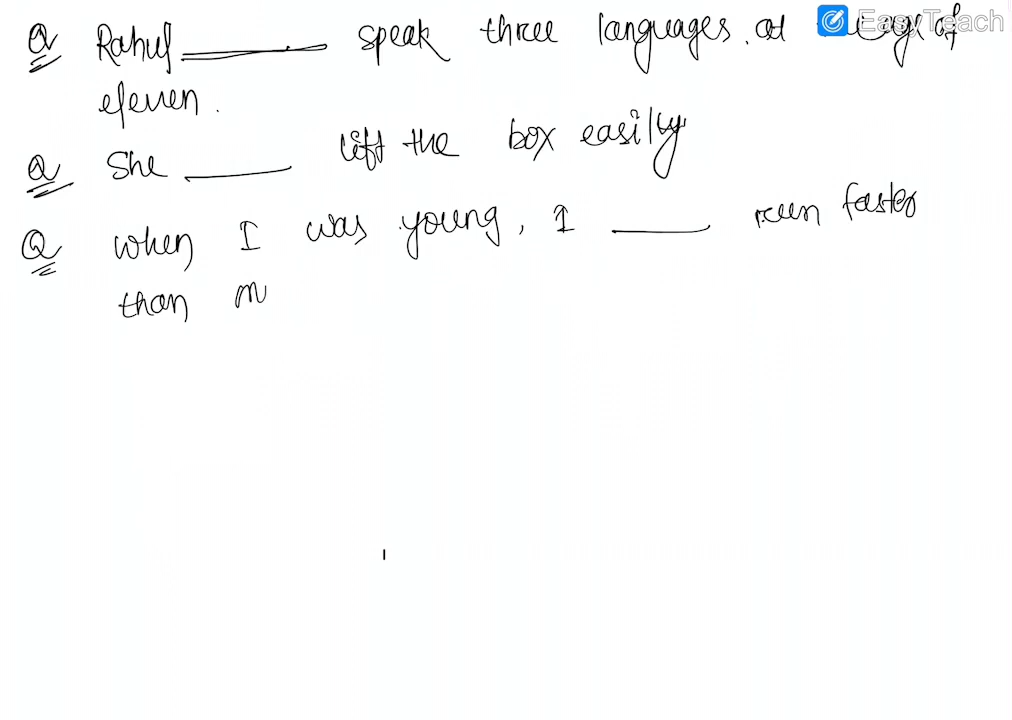 Q Rahul ______ speak three languages at the age of
eleven.
Q She ______ lift the box easily
Q when I was young, I ______ run faster
than m
EasyTeach